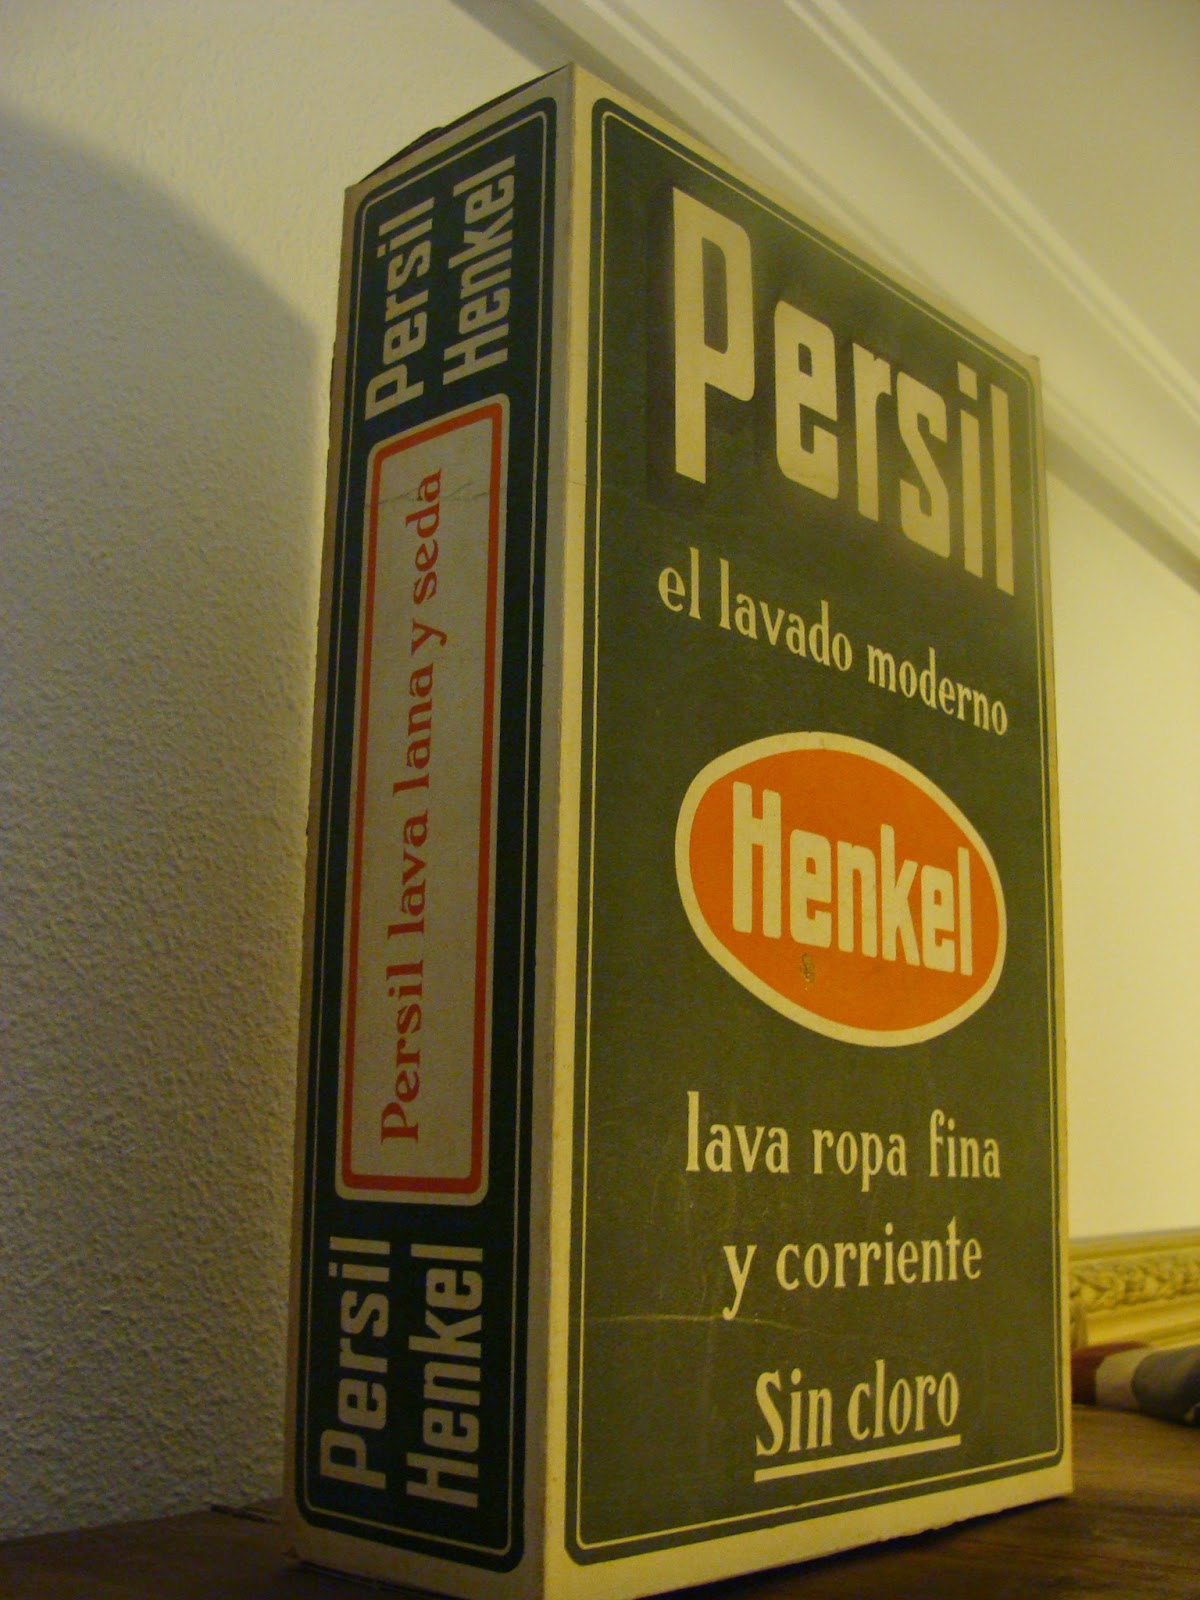 Persil
Henkel
Persil lava lana y seda
Persil
Henkel
Persil
el lavado moderno
Henkel
lava ropa fina
y corriente
Sin cloro